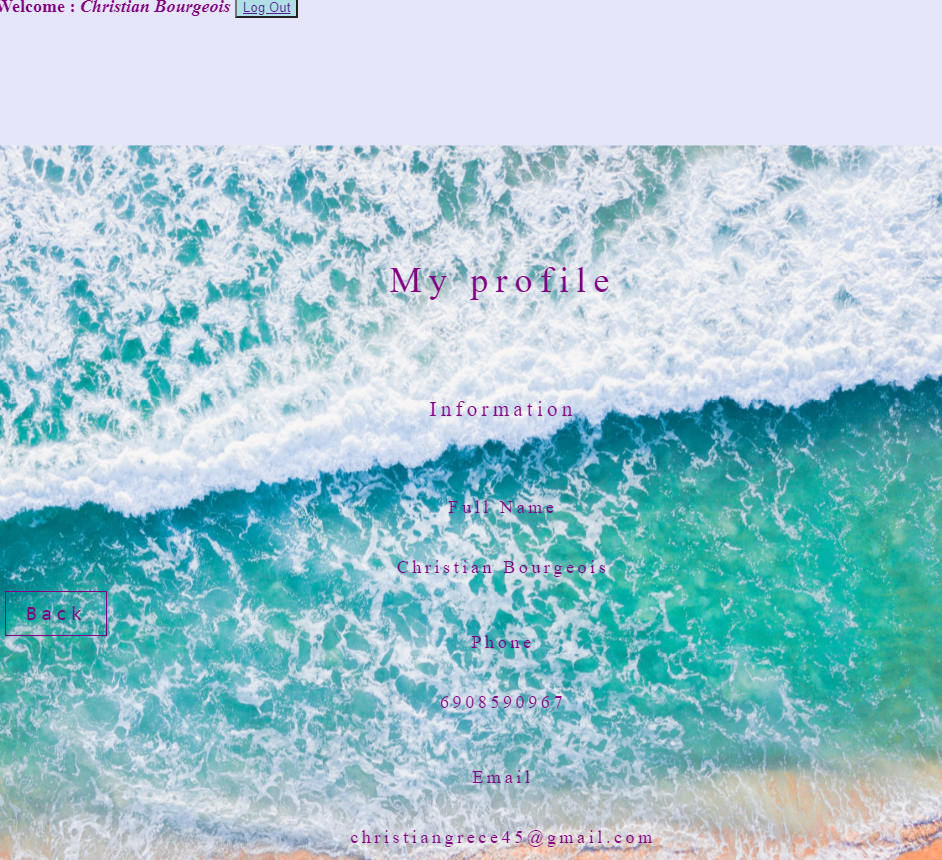 Welcome : Christian Bourgeois Log Out
My profile
Information
Full Name
Christian Bourgeois
Back
Phone
6908590967
Email
christiangrece45@gmail.com